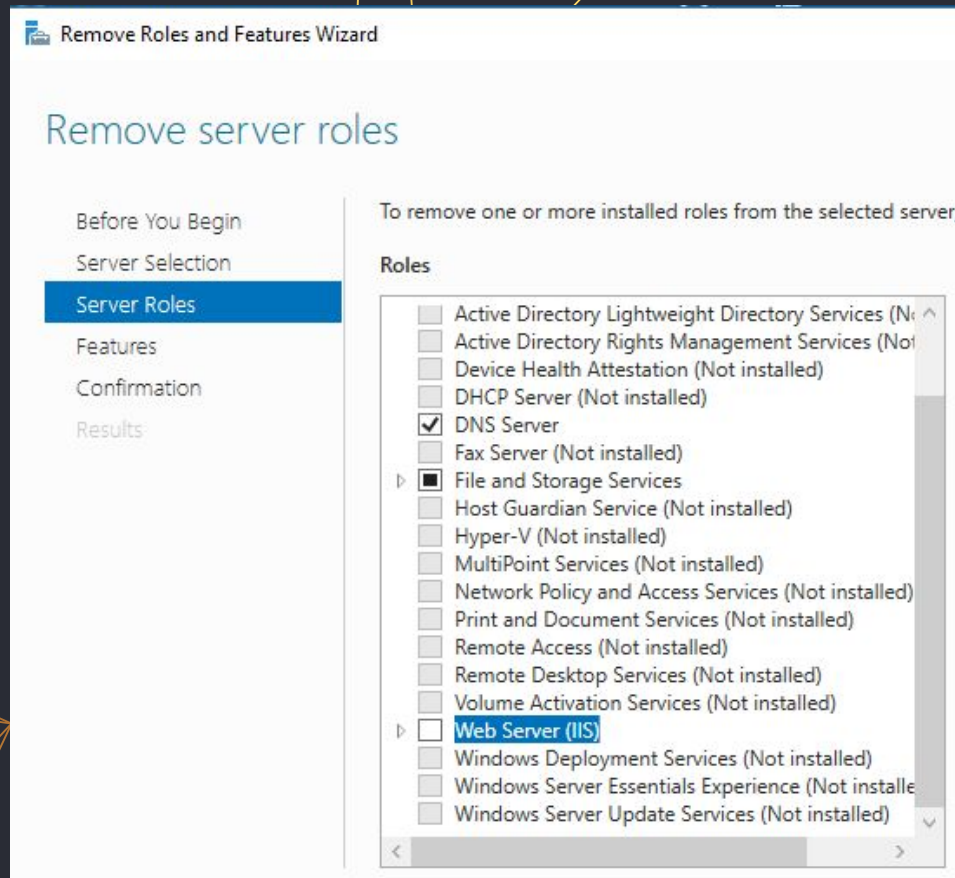 Remove Roles and Features Wizard
Remove server roles
Before You Begin
Server Selection
Server Roles
Features
Confirmation
Results
To remove one or more installed roles from the selected server,
Roles
Active Directory Lightweight Directory Services (No
Active Directory Rights Management Services (Not
Device Health Attestation (Not installed)
DHCP Server (Not installed)
DNS Server
Fax Server (Not installed)
File and Storage Services
Host Guardian Service (Not installed)
Hyper-V (Not installed)
MultiPoint Services (Not installed)
Network Policy and Access Services (Not installed)
Print and Document Services (Not installed)
Remote Access (Not installed)
Remote Desktop Services (Not installed)
Volume Activation Services (Not installed)
Web Server (IIS)
Windows Deployment Services (Not installed)
Windows Server Essentials Experience (Not installe
Windows Server Update Services (Not installed)